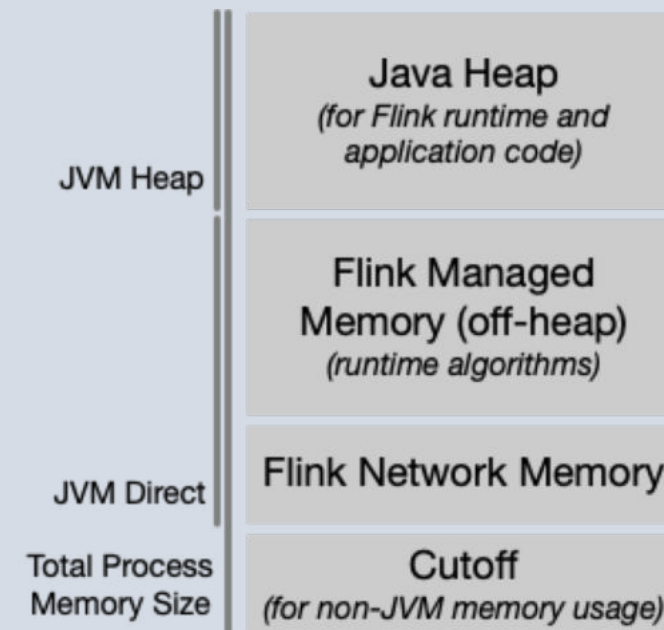 Java Heap
(for Flink runtime and
application code)
JVM Heap
Flink Managed
Memory (off-heap)
(runtime algorithms)
Flink Network Memory
JVM Direct
Total Process
Memory Size
Cutoff
(for non-JVM memory usage)